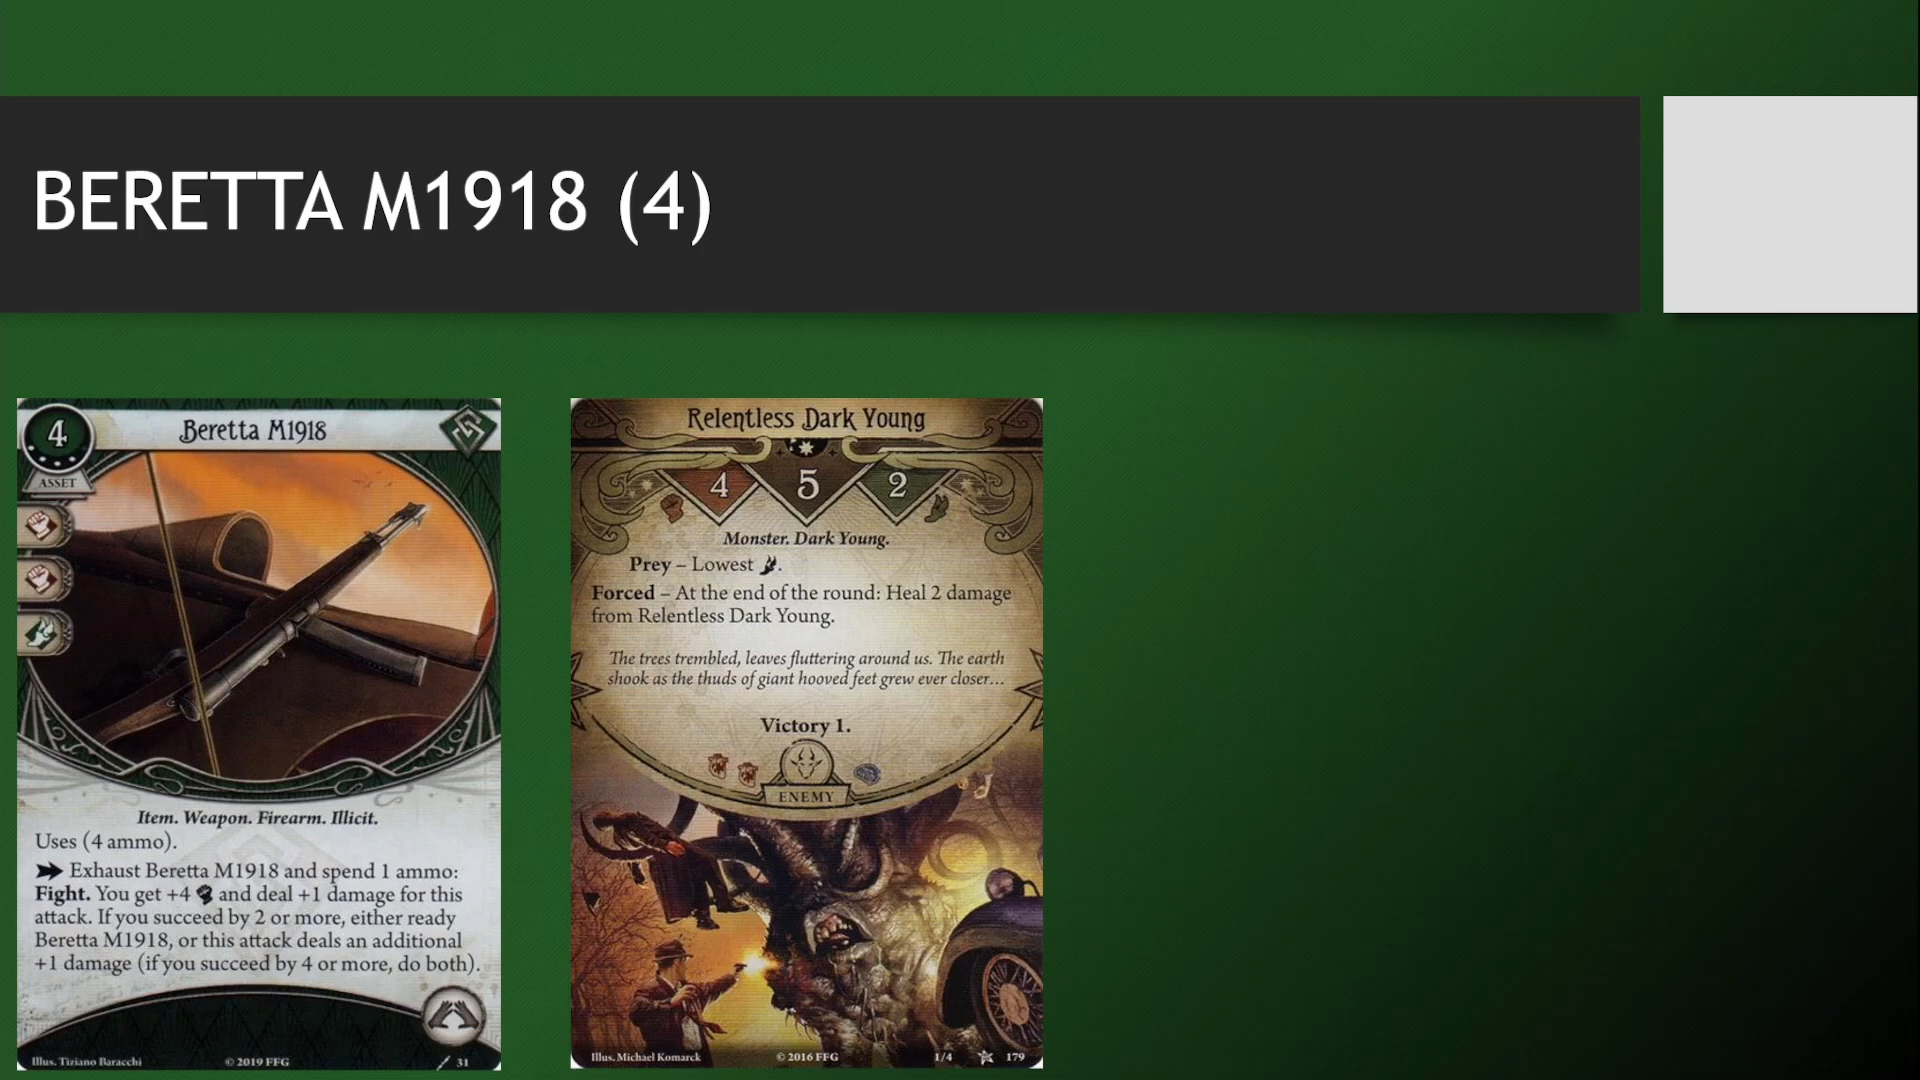 BERETTA M1918 (4)
4
Beretta M1918
ASSET
Item. Weapon. Firearm. Illicit.
Uses (4 ammo).
Exhaust Beretta M1918 and spend 1 ammo:
Fight. You get +4 and deal +1 damage for this
attack. If you succeed by 2 or more, either ready
Beretta M1918, or this attack deals an additional
+1 damage (if you succeed by 4 or more, do both).
Illus. Tiziano Baracchi
© 2019 FFG
31
Relentless Dark Young
4 5 2
Monster. Dark Young.
Prey – Lowest .
Forced – At the end of the round: Heal 2 damage
from Relentless Dark Young.
The trees trembled, leaves fluttering around us. The earth
shook as the thuds of giant hooved feet grew ever closer…
Victory 1.
ENEMY
Illus. Michael Komarck
© 2016 FFG
1/4
179